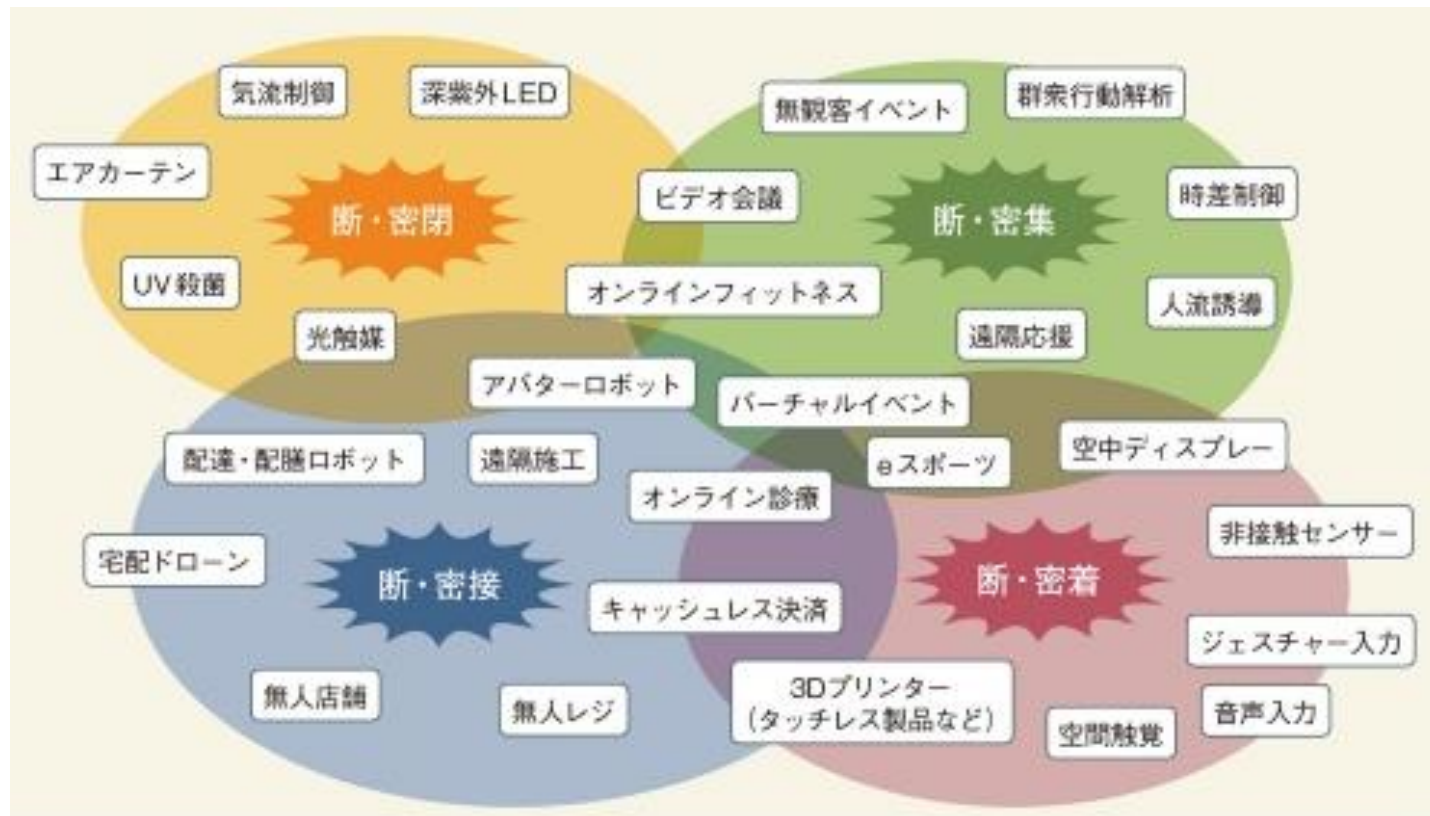 気流制御
深紫外LED
無観客イベント
群衆行動解析
エアカーテン
断・密閉
ビデオ会議
断・密集
時差制御
UV殺菌
オンラインフィットネス
人流誘導
光触媒
遠隔応援
アバターロボット
バーチャルイベント
配達・配膳ロボット
遠隔施工
eスポーツ
空中ディスプレー
オンライン診療
非接触センサー
宅配ドローン
断・密接
断・密着
キャッシュレス決済
ジェスチャー入力
無人店舗
無人レジ
3Dプリンター
（タッチレス製品など）
空間触覚
音声入力